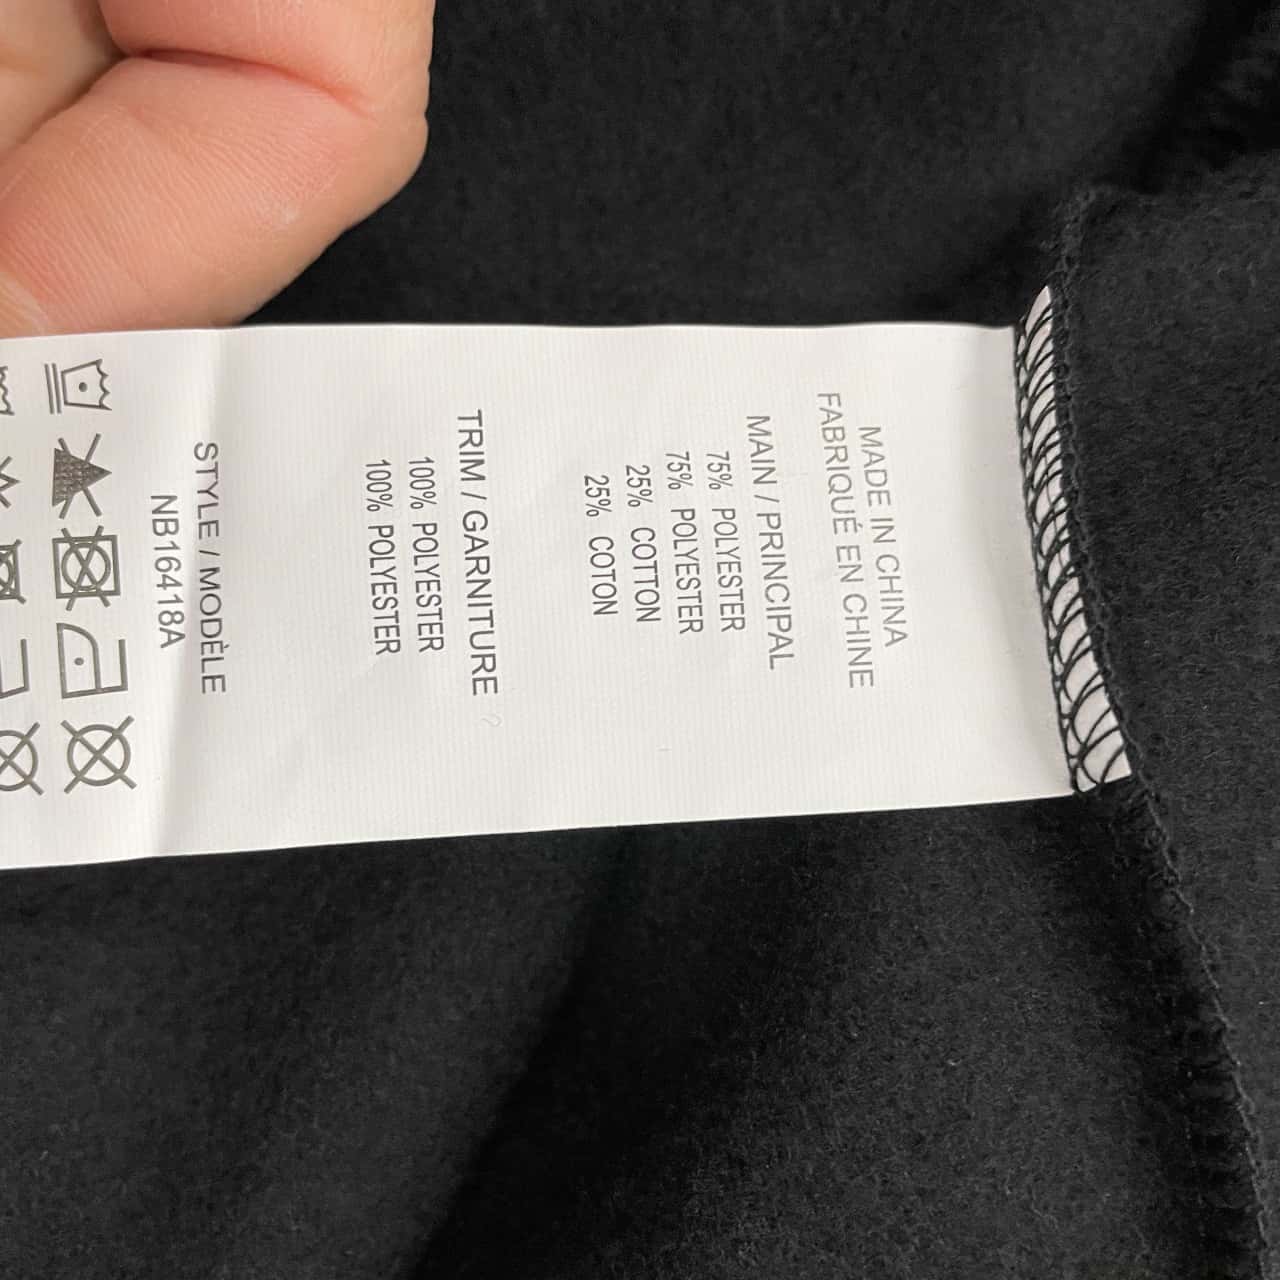 MADE IN CHINA
FABRIQUÉ EN CHINE
MAIN / PRINCIPAL
75% POLYESTER
75% POLYESTER
25% COTTON
25% COTON
TRIM / GARNITURE
100% POLYESTER
100% POLYESTER
STYLE / MODÈLE
NB16418A